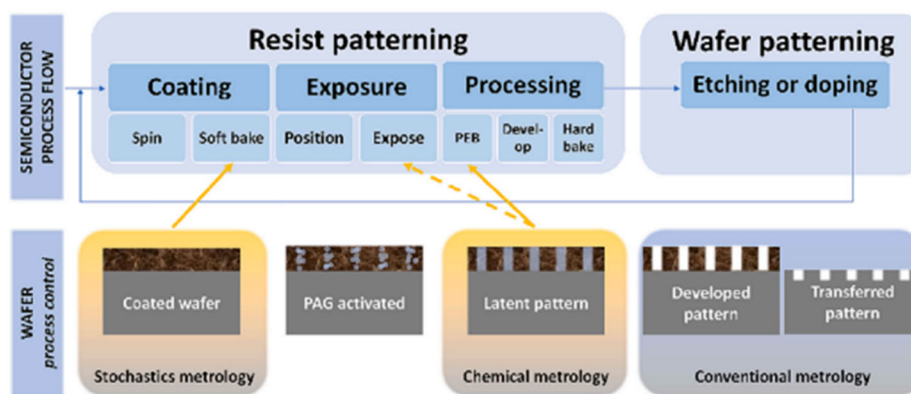 SEMICONDUCTOR
PROCESS FLOW
Resist patterning
Coating
Exposure
Processing
Spin
Soft bake
Position
Expose
PEB
Devel-
op
Hard
bake
Wafer patterning
Etching or doping
WAFER
process control
Coated wafer
Stochastics metrology
PAG activated
Latent pattern
Chemical metrology
Developed
pattern
Transferred
pattern
Conventional metrology